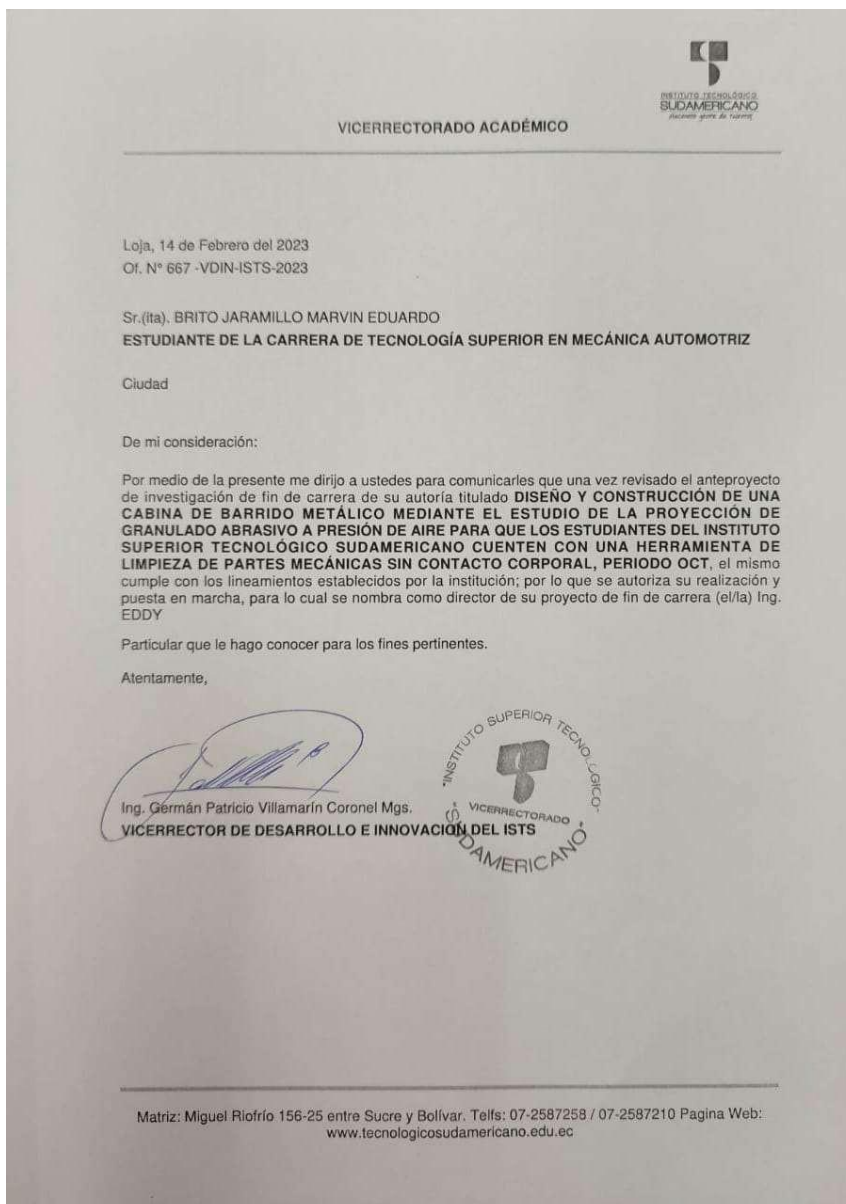 INSTITUTO TECNOLÓGICO
SUDAMERICANO
Hacemos gente de talento
VICERRECTORADO ACADÉMICO
Loja, 14 de Febrero del 2023
Of. N° 667 -VDIN-ISTS-2023
Sr.(ita). BRITO JARAMILLO MARVIN EDUARDO
ESTUDIANTE DE LA CARRERA DE TECNOLOGÍA SUPERIOR EN MECÁNICA AUTOMOTRIZ
Ciudad
De mi consideración:
Por medio de la presente me dirijo a ustedes para comunicarles que una vez revisado el anteproyecto
de investigación de fin de carrera de su autoría titulado DISEÑO Y CONSTRUCCIÓN DE UNA
CABINA DE BARRIDO METÁLICO MEDIANTE EL ESTUDIO DE LA PROYECCIÓN DE
GRANULADO ABRASIVO A PRESIÓN DE AIRE PARA QUE LOS ESTUDIANTES DEL INSTITUTO
SUPERIOR TECNOLÓGICO SUDAMERICANO CUENTEN CON UNA HERRAMIENTA DE
LIMPIEZA DE PARTES MECÁNICAS SIN CONTACTO CORPORAL, PERIODO OCT, el mismo
cumple con los lineamientos establecidos por la institución; por lo que se autoriza su realización y
puesta en marcha, para lo cual se nombra como director de su proyecto de fin de carrera (el/la) Ing.
EDDY
Particular que le hago conocer para los fines pertinentes.
Atentamente,
"INSTITUTO SUPERIOR TECNOLOGICO"
VICERRECTORADO
"SUDAMERICANO"
Ing. Germán Patricio Villamarín Coronel Mgs.
VICERRECTOR DE DESARROLLO E INNOVACIÓN DEL ISTS
Matriz: Miguel Riofrío 156-25 entre Sucre y Bolívar. Telfs: 07-2587258 / 07-2587210 Pagina Web:
www.tecnologicosudamericano.edu.ec